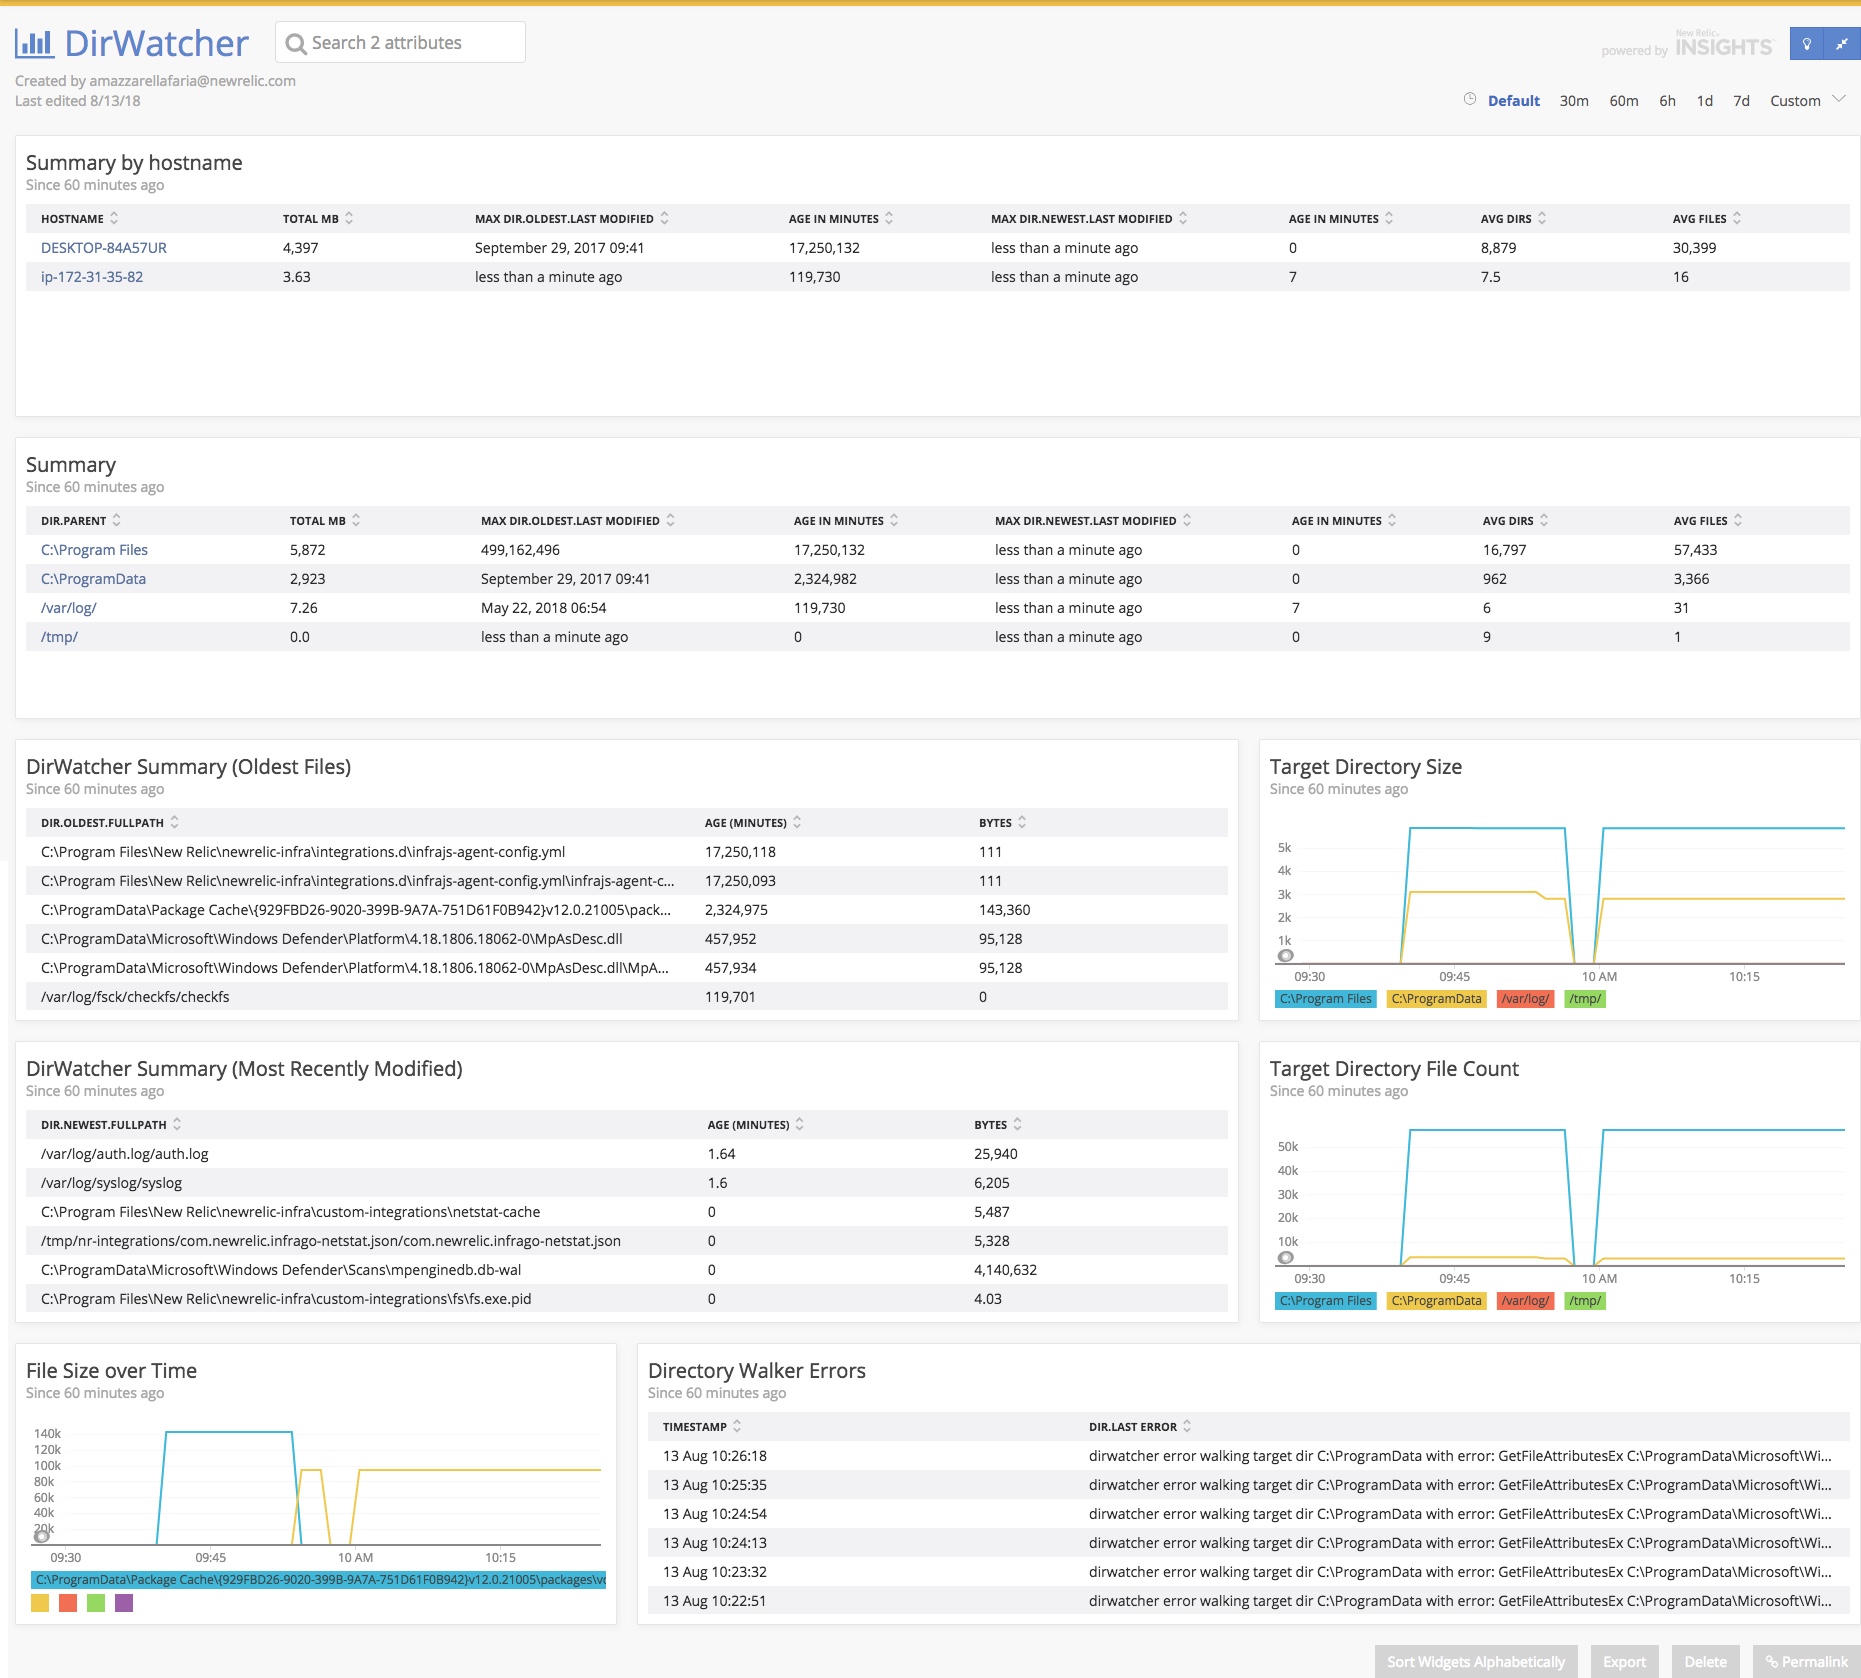 DirWatcher
Search 2 attributes
powered by New Relic. INSIGHTS
Created by amazzarellafaria@newrelic.com
Last edited 8/13/18
Default 30m 60m 6h 1d 7d Custom
Summary by hostname
Since 60 minutes ago
HOSTNAME TOTAL MB MAX DIR.OLDEST.LAST MODIFIED AGE IN MINUTES MAX DIR.NEWEST.LAST MODIFIED AGE IN MINUTES AVG DIRS AVG FILES
DESKTOP-84A57UR 4,397 September 29, 2017 09:41 17,250,132 less than a minute ago 0 8,879 30,399
ip-172-31-35-82 3.63 less than a minute ago 119,730 less than a minute ago 7 7.5 16
Summary
Since 60 minutes ago
DIR.PARENT TOTAL MB MAX DIR.OLDEST.LAST MODIFIED AGE IN MINUTES MAX DIR.NEWEST.LAST MODIFIED AGE IN MINUTES AVG DIRS AVG FILES
C:\Program Files 5,872 499,162,496 17,250,132 less than a minute ago 0 16,797 57,433
C:\ProgramData 2,923 September 29, 2017 09:41 2,324,982 less than a minute ago 0 962 3,366
/var/log/ 7.26 May 22, 2018 06:54 119,730 less than a minute ago 7 6 31
/tmp/ 0.0 less than a minute ago 0 less than a minute ago 0 9 1
DirWatcher Summary (Oldest Files)
Since 60 minutes ago
DIR.OLDEST.FULLPATH AGE (MINUTES) BYTES
C:\Program Files\New Relic\newrelic-infra\integrations.d\infrajs-agent-config.yml 17,250,118 111
C:\Program Files\New Relic\newrelic-infra\integrations.d\infrajs-agent-config.yml\infrajs-agent-c... 17,250,093 111
C:\ProgramData\Package Cache\{929FBD26-9020-399B-9A7A-751D61F0B942}v12.0.21005\pack... 2,324,975 143,360
C:\ProgramData\Microsoft\Windows Defender\Platform\4.18.1806.18062-0\MpAsDesc.dll 457,952 95,128
C:\ProgramData\Microsoft\Windows Defender\Platform\4.18.1806.18062-0\MpAsDesc.dll\MpA... 457,934 95,128
/var/log/fsck/checkfs/checkfs 119,701 0
Target Directory Size
Since 60 minutes ago
5k
4k
3k
2k
1k
09:30 09:45 10 AM 10:15
C:\Program Files C:\ProgramData /var/log/ /tmp/
DirWatcher Summary (Most Recently Modified)
Since 60 minutes ago
DIR.NEWEST.FULLPATH AGE (MINUTES) BYTES
/var/log/auth.log/auth.log 1.64 25,940
/var/log/syslog/syslog 1.6 6,205
C:\Program Files\New Relic\newrelic-infra\custom-integrations\netstat-cache 0 5,487
/tmp/nr-integrations/com.newrelic.infrago-netstat.json/com.newrelic.infrago-netstat.json 0 5,328
C:\ProgramData\Microsoft\Windows Defender\Scans\mpenginedb.db-wal 0 4,140,632
C:\Program Files\New Relic\newrelic-infra\custom-integrations\fs\fs.exe.pid 0 4.03
Target Directory File Count
Since 60 minutes ago
50k
40k
30k
20k
10k
09:30 09:45 10 AM 10:15
C:\Program Files C:\ProgramData /var/log/ /tmp/
File Size over Time
Since 60 minutes ago
140k
120k
100k
80k
60k
40k
20k
09:30 09:45 10 AM 10:15
C:\ProgramData\Package Cache\{929FBD26-9020-399B-9A7A-751D61F0B942}v12.0.21005\packages\vc
Directory Walker Errors
Since 60 minutes ago
TIMESTAMP DIR.LAST ERROR
13 Aug 10:26:18 dirwatcher error walking target dir C:\ProgramData with error: GetFileAttributesEx C:\ProgramData\Microsoft\Wi...
13 Aug 10:25:35 dirwatcher error walking target dir C:\ProgramData with error: GetFileAttributesEx C:\ProgramData\Microsoft\Wi...
13 Aug 10:24:54 dirwatcher error walking target dir C:\ProgramData with error: GetFileAttributesEx C:\ProgramData\Microsoft\Wi...
13 Aug 10:24:13 dirwatcher error walking target dir C:\ProgramData with error: GetFileAttributesEx C:\ProgramData\Microsoft\Wi...
13 Aug 10:23:32 dirwatcher error walking target dir C:\ProgramData with error: GetFileAttributesEx C:\ProgramData\Microsoft\Wi...
13 Aug 10:22:51 dirwatcher error walking target dir C:\ProgramData with error: GetFileAttributesEx C:\ProgramData\Microsoft\Wi...
Sort Widgets Alphabetically Export Delete Permalink